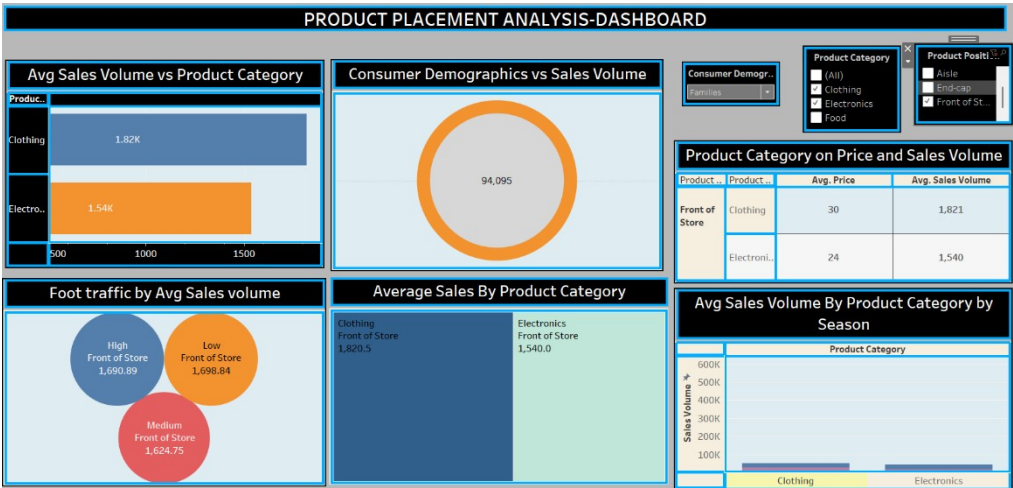 PRODUCT PLACEMENT ANALYSIS-DASHBOARD
Avg Sales Volume vs Product Category
Produc..
Clothing
1.82K
Electro..
1.54K
500
1000
1500
Consumer Demographics vs Sales Volume
94,095
Consumer Demogr..
Families
Product Category
(All)
Clothing
Electronics
Food
Product Positi...
Aisle
End-cap
Front of St...
Product Category on Price and Sales Volume
Product .. Product .. Avg. Price Avg. Sales Volume
Front of Store
Clothing 30 1,821
Electroni.. 24 1,540
Foot traffic by Avg Sales volume
High
Front of Store
1,690.89
Low
Front of Store
1,698.84
Medium
Front of Store
1,624.75
Average Sales By Product Category
Clothing
Front of Store
1,820.5
Electronics
Front of Store
1,540.0
Avg Sales Volume By Product Category by
Season
Product Category
Sales Volume
600K
500K
400K
300K
200K
100K
Clothing
Electronics